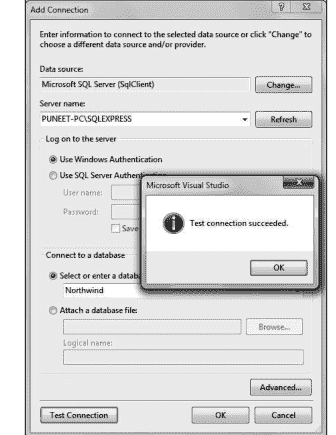 Add Connection
Enter information to connect to the selected data source or click "Change" to
choose a different data source and/or provider.
Data source:
Microsoft SQL Server (SqlClient)
Change...
Server name:
PUNEET-PC\SQLEXPRESS
Refresh
Log on to the server
Use Windows Authentication
Use SQL Server Authentication
User name:
Password:
Save
Microsoft Visual Studio
Test connection succeeded.
OK
Connect to a database
Select or enter a datab
Northwind
Attach a database file:
Browse...
Logical name:
Advanced...
Test Connection
OK
Cancel